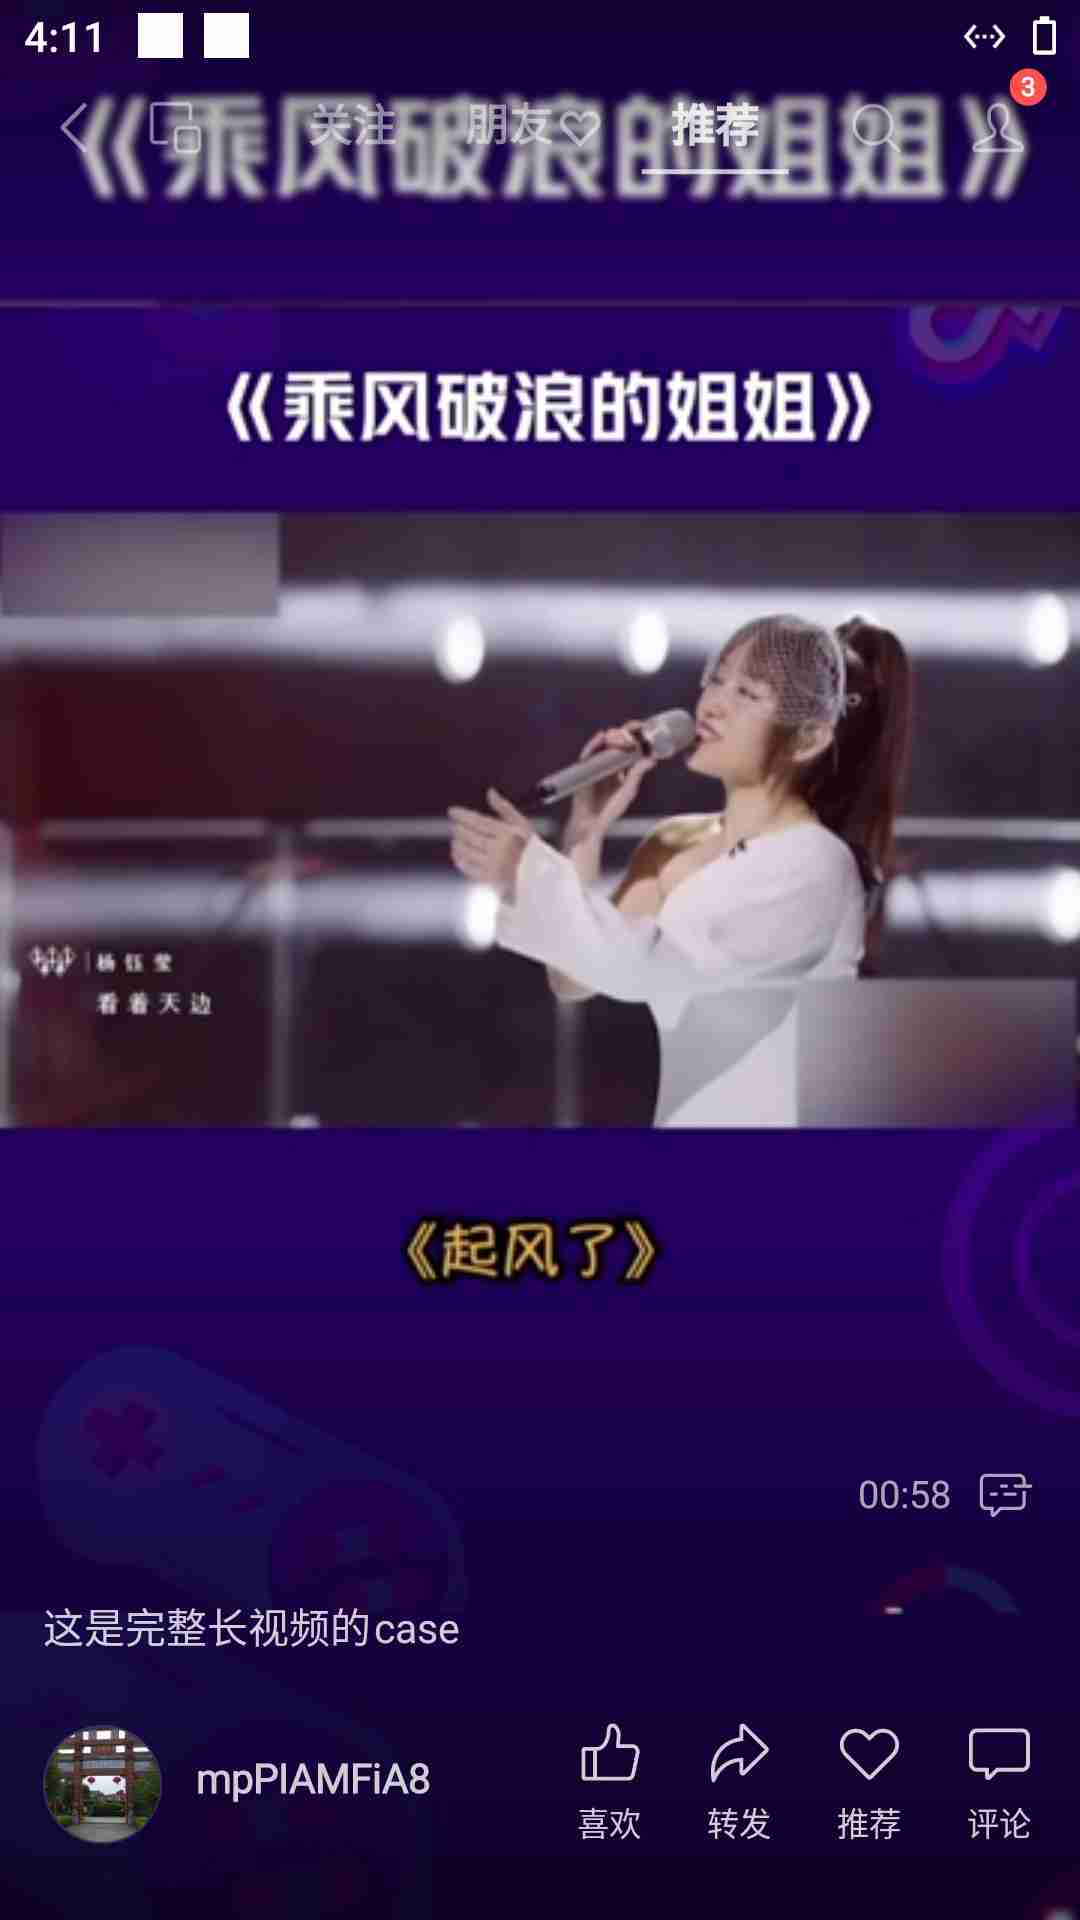 4:11
3
关注 朋友 推荐
《乘风破浪的姐姐》
《乘风破浪的姐姐》
杨钰莹
看着天边
《起风了》
00:58
这是完整长视频的case
mpPIAMFiA8
喜欢 转发 推荐 评论